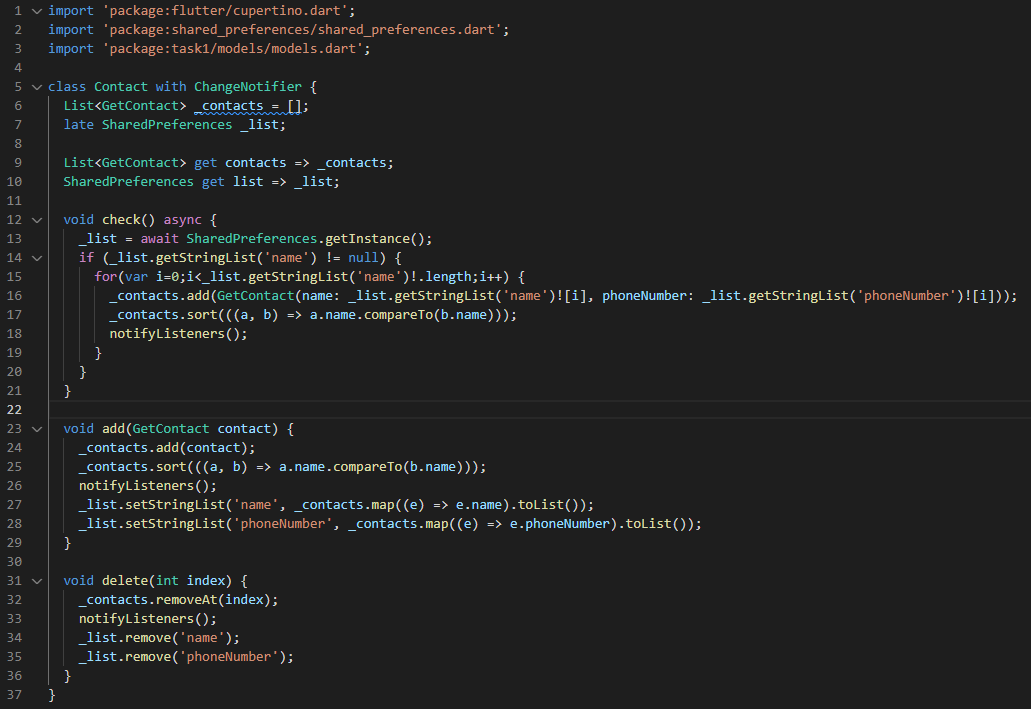 1 import 'package:flutter/cupertino.dart';
2 import 'package:shared_preferences/shared_preferences.dart';
3 import 'package:task1/models/models.dart';
4
5 class Contact with ChangeNotifier {
6 List<GetContact> _contacts = [];
7 late SharedPreferences _list;
8
9 List<GetContact> get contacts => _contacts;
10 SharedPreferences get list => _list;
11
12 void check() async {
13 _list = await SharedPreferences.getInstance();
14 if (_list.getStringList('name') != null) {
15 for(var i=0;i<_list.getStringList('name')!.length;i++) {
16 _contacts.add(GetContact(name: _list.getStringList('name')![i], phoneNumber: _list.getStringList('phoneNumber')![i]));
17 _contacts.sort(((a, b) => a.name.compareTo(b.name)));
18 notifyListeners();
19 }
20 }
21 }
22
23 void add(GetContact contact) {
24 _contacts.add(contact);
25 _contacts.sort(((a, b) => a.name.compareTo(b.name)));
26 notifyListeners();
27 _list.setStringList('name', _contacts.map((e) => e.name).toList());
28 _list.setStringList('phoneNumber', _contacts.map((e) => e.phoneNumber).toList());
29 }
30
31 void delete(int index) {
32 _contacts.removeAt(index);
33 notifyListeners();
34 _list.remove('name');
35 _list.remove('phoneNumber');
36 }
37 }